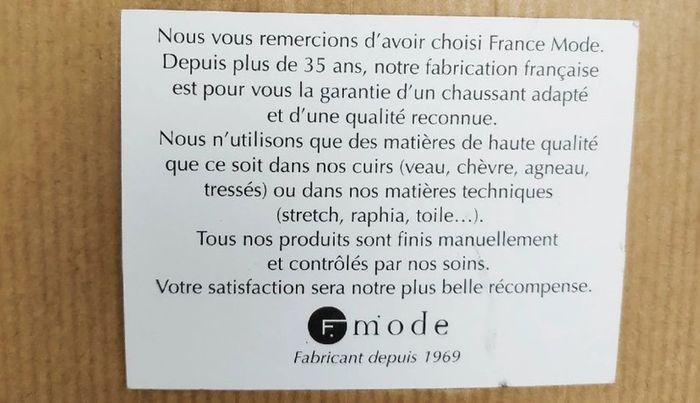 Nous vous remercions d'avoir choisi France Mode.
Depuis plus de 35 ans, notre fabrication française
est pour vous la garantie d'un chaussant adapté
et d'une qualité reconnue.
Nous n'utilisons que des matières de haute qualité
que ce soit dans nos cuirs (veau, chèvre, agneau,
tressés) ou dans nos matières techniques
(stretch, raphia, toile...).
Tous nos produits sont finis manuellement
et contrôlés par nos soins.
Votre satisfaction sera notre plus belle récompense.
F. mode
Fabricant depuis 1969